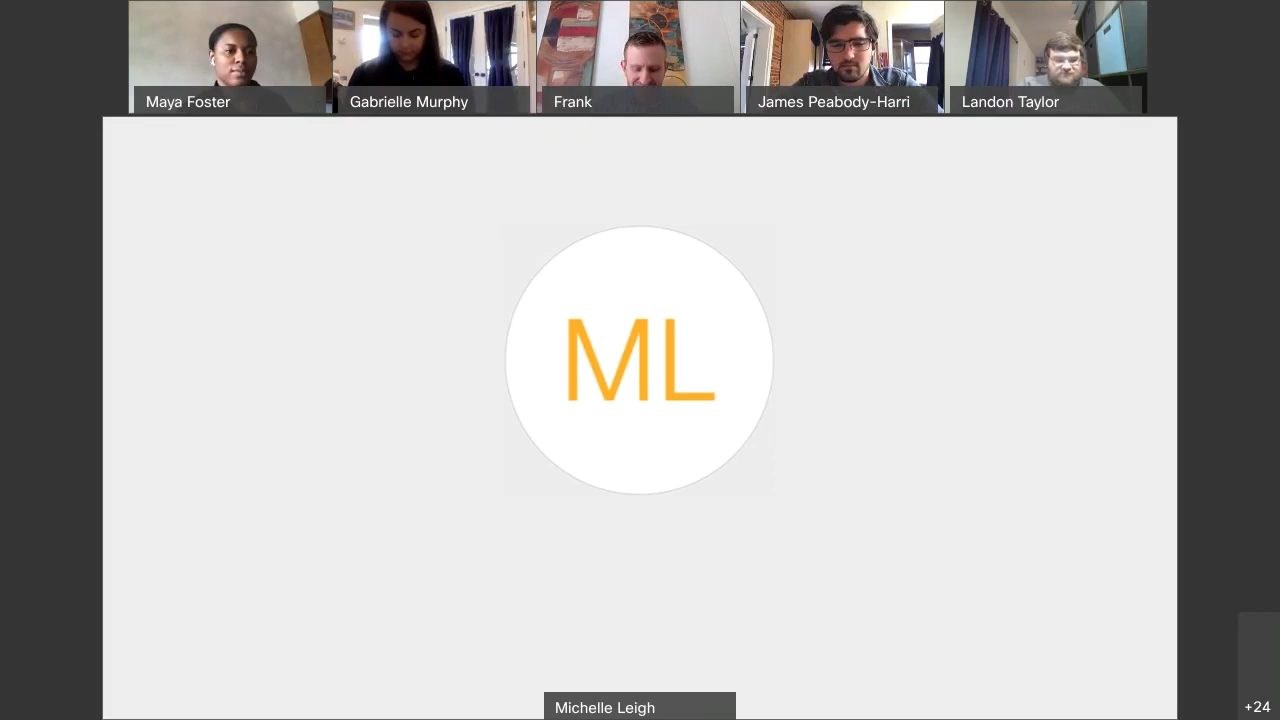 Maya Foster
Gabrielle Murphy
Frank
James Peabody-Harri
Landon Taylor
ML
Michelle Leigh
+24